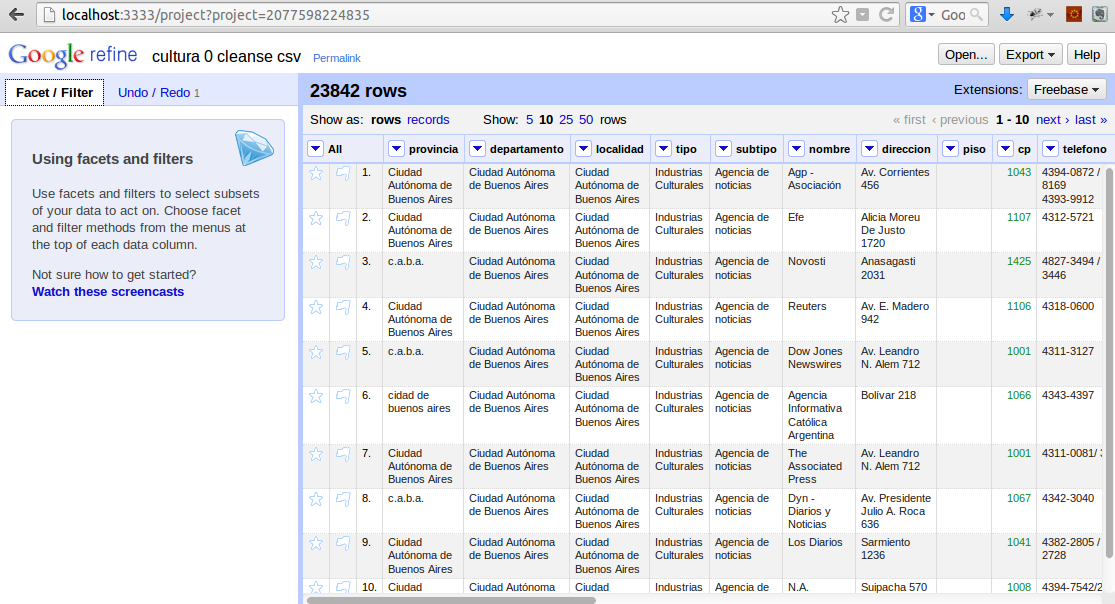 localhost:3333/project?project=2077598224835
Goo
Google refine cultura 0 cleanse csv Permalink
Open... Export Help
Facet / Filter Undo / Redo 1
Using facets and filters
Use facets and filters to select subsets
of your data to act on. Choose facet
and filter methods from the menus at
the top of each data column.
Not sure how to get started?
Watch these screencasts
23842 rows
Extensions: Freebase
Show as: rows records Show: 5 10 25 50 rows
« first ‹ previous 1 - 10 next › last »
All provincia departamento localidad tipo subtipo nombre direccion piso cp telefono
1. Ciudad Ciudad Autónoma Ciudad Industrias Agencia de Agp - Av. Corrientes 1043 4394-0872 /
Autónoma de de Buenos Aires Autónoma de Culturales noticias Asociación 456 8169
Buenos Aires Buenos Aires 4393-9912
2. Ciudad Ciudad Autónoma Ciudad Industrias Agencia de Efe Alicia Moreu 1107 4312-5721
Autónoma de de Buenos Aires Autónoma de Culturales noticias De Justo
Buenos Aires Buenos Aires 1720
3. c.a.b.a. Ciudad Autónoma Ciudad Industrias Agencia de Novosti Anasagasti 1425 4827-3494 /
de Buenos Aires Autónoma de Culturales noticias 2031 3446
Buenos Aires
4. Ciudad Ciudad Autónoma Ciudad Industrias Agencia de Reuters Av. E. Madero 1106 4318-0600
Autónoma de de Buenos Aires Autónoma de Culturales noticias 942
Buenos Aires Buenos Aires
5. c.a.b.a. Ciudad Autónoma Ciudad Industrias Agencia de Dow Jones Av. Leandro 1001 4311-3127
de Buenos Aires Autónoma de Culturales noticias Newswires N. Alem 712
Buenos Aires
6. cidad de Ciudad Autónoma Ciudad Industrias Agencia de Agencia Bolívar 218 1066 4343-4397
buenos aires de Buenos Aires Autónoma de Culturales noticias Informativa
Buenos Aires Católica
Argentina
7. Ciudad Ciudad Autónoma Ciudad Industrias Agencia de The Av. Leandro 1001 4311-0081/
Autónoma de de Buenos Aires Autónoma de Culturales noticias Associated N. Alem 712
Buenos Aires Buenos Aires Press
8. c.a.b.a. Ciudad Autónoma Ciudad Industrias Agencia de Dyn - Av. Presidente 1067 4342-3040
de Buenos Aires Autónoma de Culturales noticias Diarios y Julio A. Roca
Buenos Aires Noticias 636
9. Ciudad Ciudad Autónoma Ciudad Industrias Agencia de Los Diarios Sarmiento 1041 4382-2805 /
Autónoma de de Buenos Aires Autónoma de Culturales noticias 1236 2728
Buenos Aires Buenos Aires
10. Ciudad Ciudad Autónoma Ciudad Industrias Agencia de N.A. Suipacha 570 1008 4394-7542/2